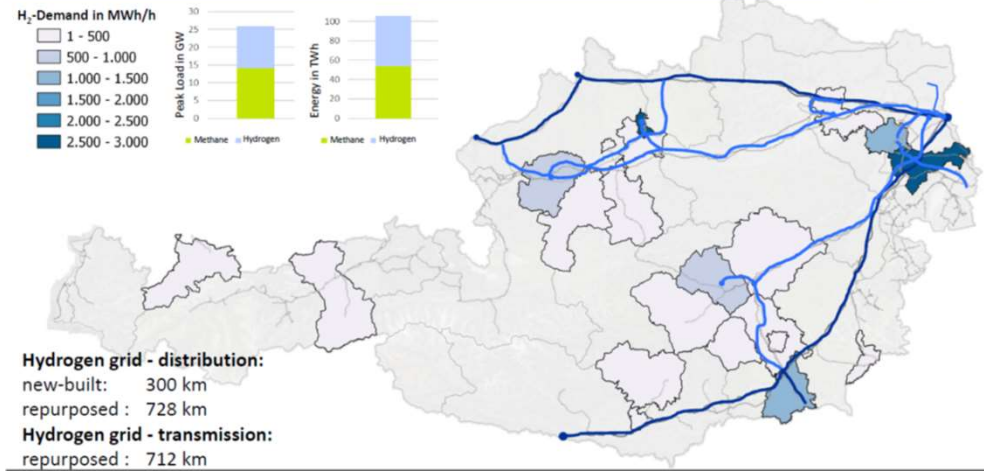 H₂-Demand in MWh/h
1 - 500
500 - 1.000
1.000 - 1.500
1.500 - 2.000
2.000 - 2.500
2.500 - 3.000
Peak Load in GW
30
25
20
15
10
5
0
Methane Hydrogen
Energy in TWh
100
80
60
40
20
0
Methane Hydrogen
Hydrogen grid - distribution:
new-built: 300 km
repurposed : 728 km
Hydrogen grid - transmission:
repurposed : 712 km